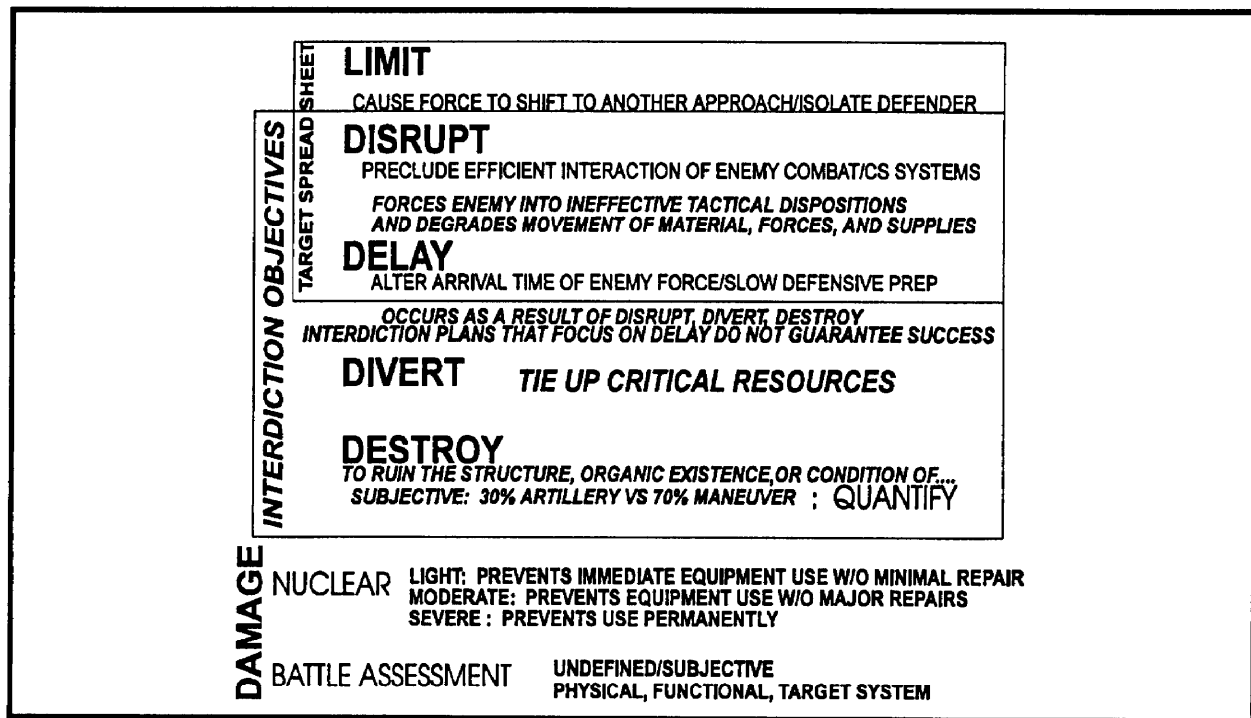 TARGET SPREAD SHEET
LIMIT
CAUSE FORCE TO SHIFT TO ANOTHER APPROACH/ISOLATE DEFENDER
INTERDICTION OBJECTIVES
DISRUPT
PRECLUDE EFFICIENT INTERACTION OF ENEMY COMBAT/CS SYSTEMS
FORCES ENEMY INTO INEFFECTIVE TACTICAL DISPOSITIONS
AND DEGRADES MOVEMENT OF MATERIAL, FORCES, AND SUPPLIES
DELAY
ALTER ARRIVAL TIME OF ENEMY FORCE/SLOW DEFENSIVE PREP
OCCURS AS A RESULT OF DISRUPT, DIVERT, DESTROY
INTERDICTION PLANS THAT FOCUS ON DELAY DO NOT GUARANTEE SUCCESS
DIVERT TIE UP CRITICAL RESOURCES
DESTROY
TO RUIN THE STRUCTURE, ORGANIC EXISTENCE, OR CONDITION OF....
SUBJECTIVE: 30% ARTILLERY VS 70% MANEUVER : QUANTIFY
DAMAGE
NUCLEAR LIGHT: PREVENTS IMMEDIATE EQUIPMENT USE W/O MINIMAL REPAIR
MODERATE: PREVENTS EQUIPMENT USE W/O MAJOR REPAIRS
SEVERE : PREVENTS USE PERMANENTLY
BATTLE ASSESSMENT UNDEFINED/SUBJECTIVE
PHYSICAL, FUNCTIONAL, TARGET SYSTEM